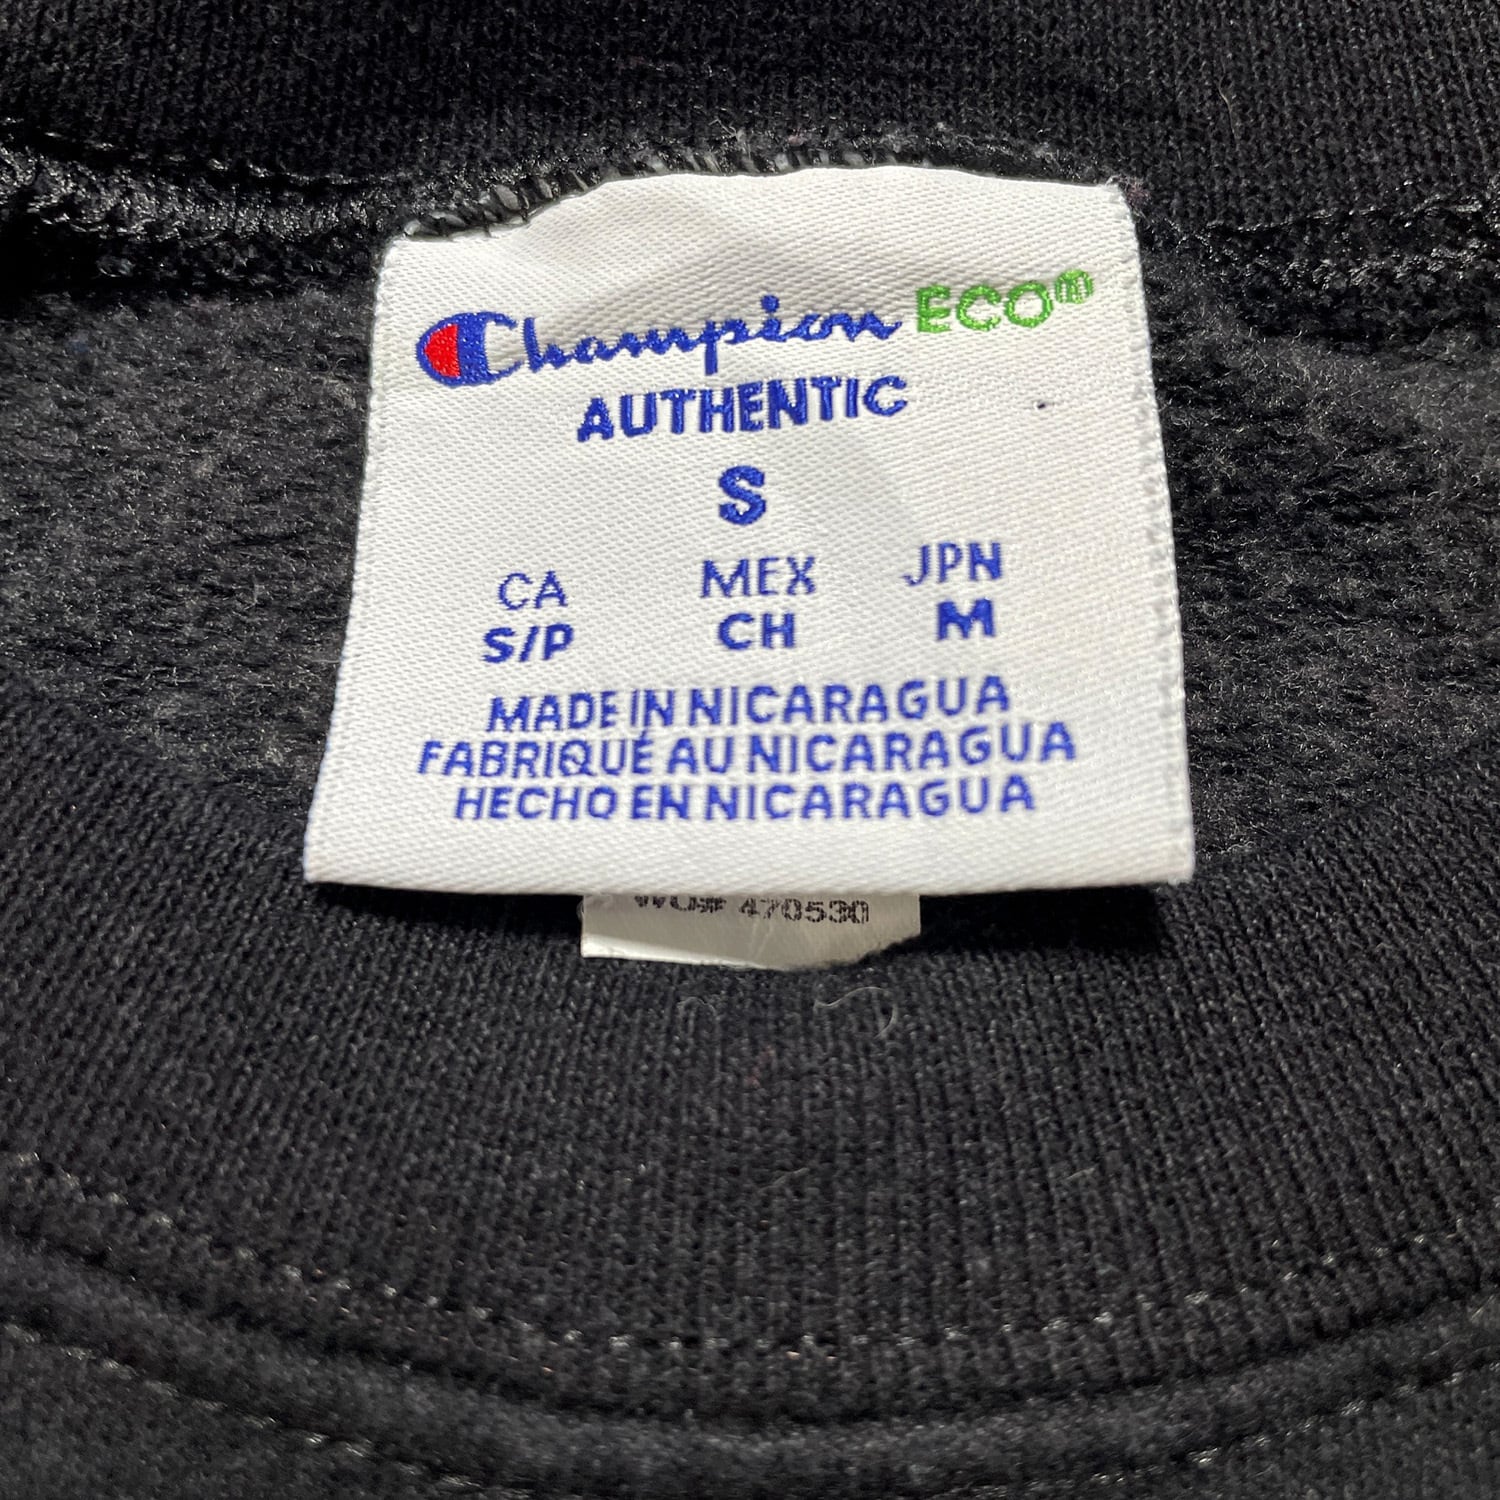 Champion ECO
AUTHENTIC
S
CA MEX JPN
S/P CH M
MADE IN NICARAGUA
FABRIQUÉ AU NICARAGUA
HECHO EN NICARAGUA
WO# 470530